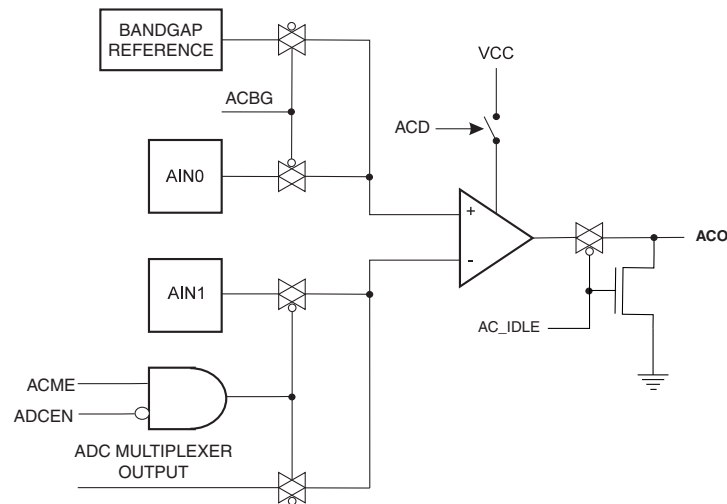 BANDGAP
REFERENCE
VCC
ACBG
ACD
AIN0
+
ACO
-
AIN1
AC_IDLE
ACME
ADCEN
ADC MULTIPLEXER
OUTPUT